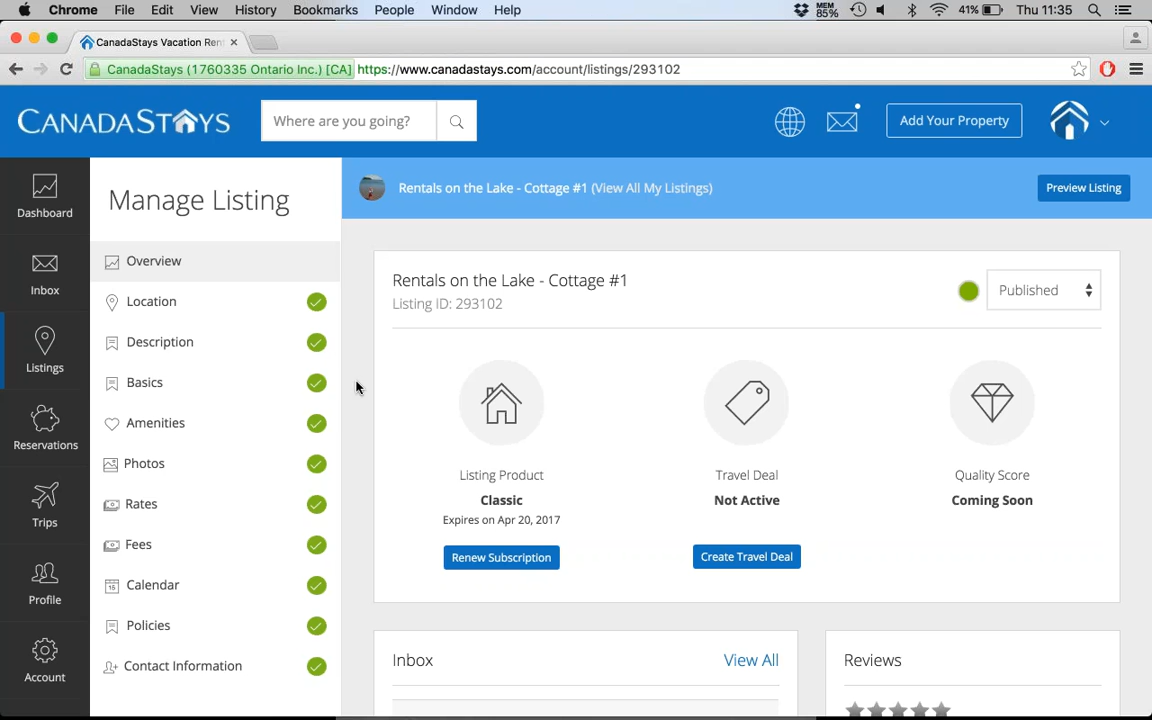 Chrome File Edit View History Bookmarks People Window Help MEM 85% 41% Thu 11:35
CanadaStays Vacation Ren
CanadaStays (1760335 Ontario Inc.) [CA] https://www.canadastays.com/account/listings/293102
CANADASTAYS Where are you going? Add Your Property
Dashboard
Inbox
Listings
Reservations
Trips
Profile
Account
Manage Listing
Overview
Location
Description
Basics
Amenities
Photos
Rates
Fees
Calendar
Policies
Contact Information
Rentals on the Lake - Cottage #1 (View All My Listings) Preview Listing
Rentals on the Lake - Cottage #1
Listing ID: 293102
Published
Listing Product
Classic
Expires on Apr 20, 2017
Renew Subscription
Travel Deal
Not Active
Create Travel Deal
Quality Score
Coming Soon
Inbox View All
Reviews